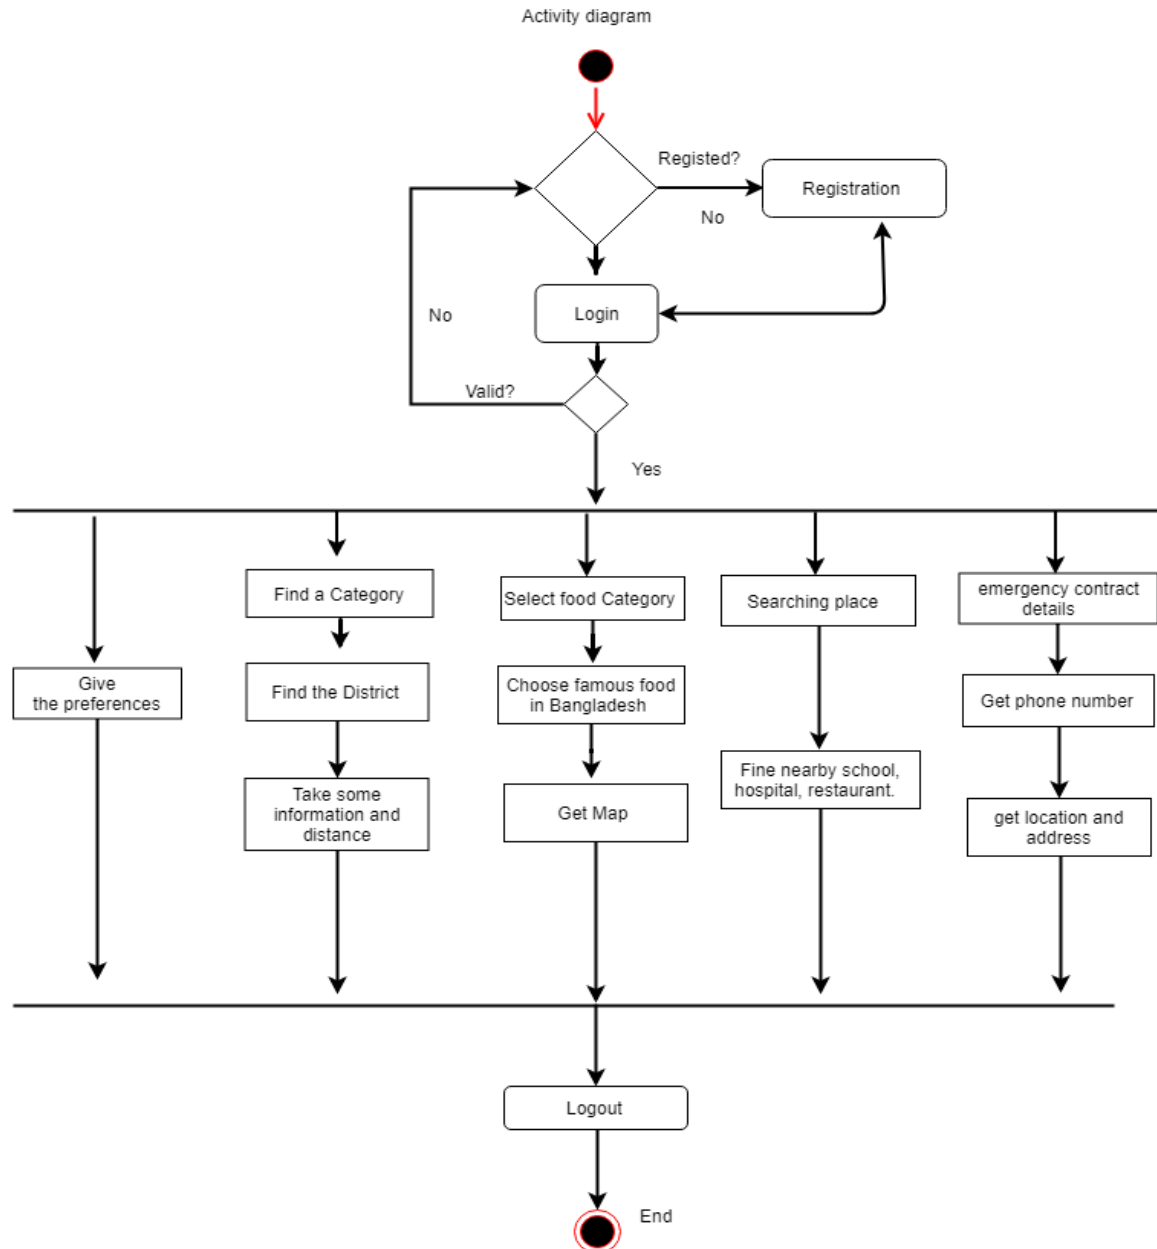 Activity diagram
Registed?
Registration
No
Login
No
Valid?
Yes
Give
the preferences
Find a Category
Find the District
Take some
information and
distance
Select food Category
Choose famous food
in Bangladesh
Get Map
Searching place
Fine nearby school,
hospital, restaurant.
emergency contract
details
Get phone number
get location and
address
Logout
End